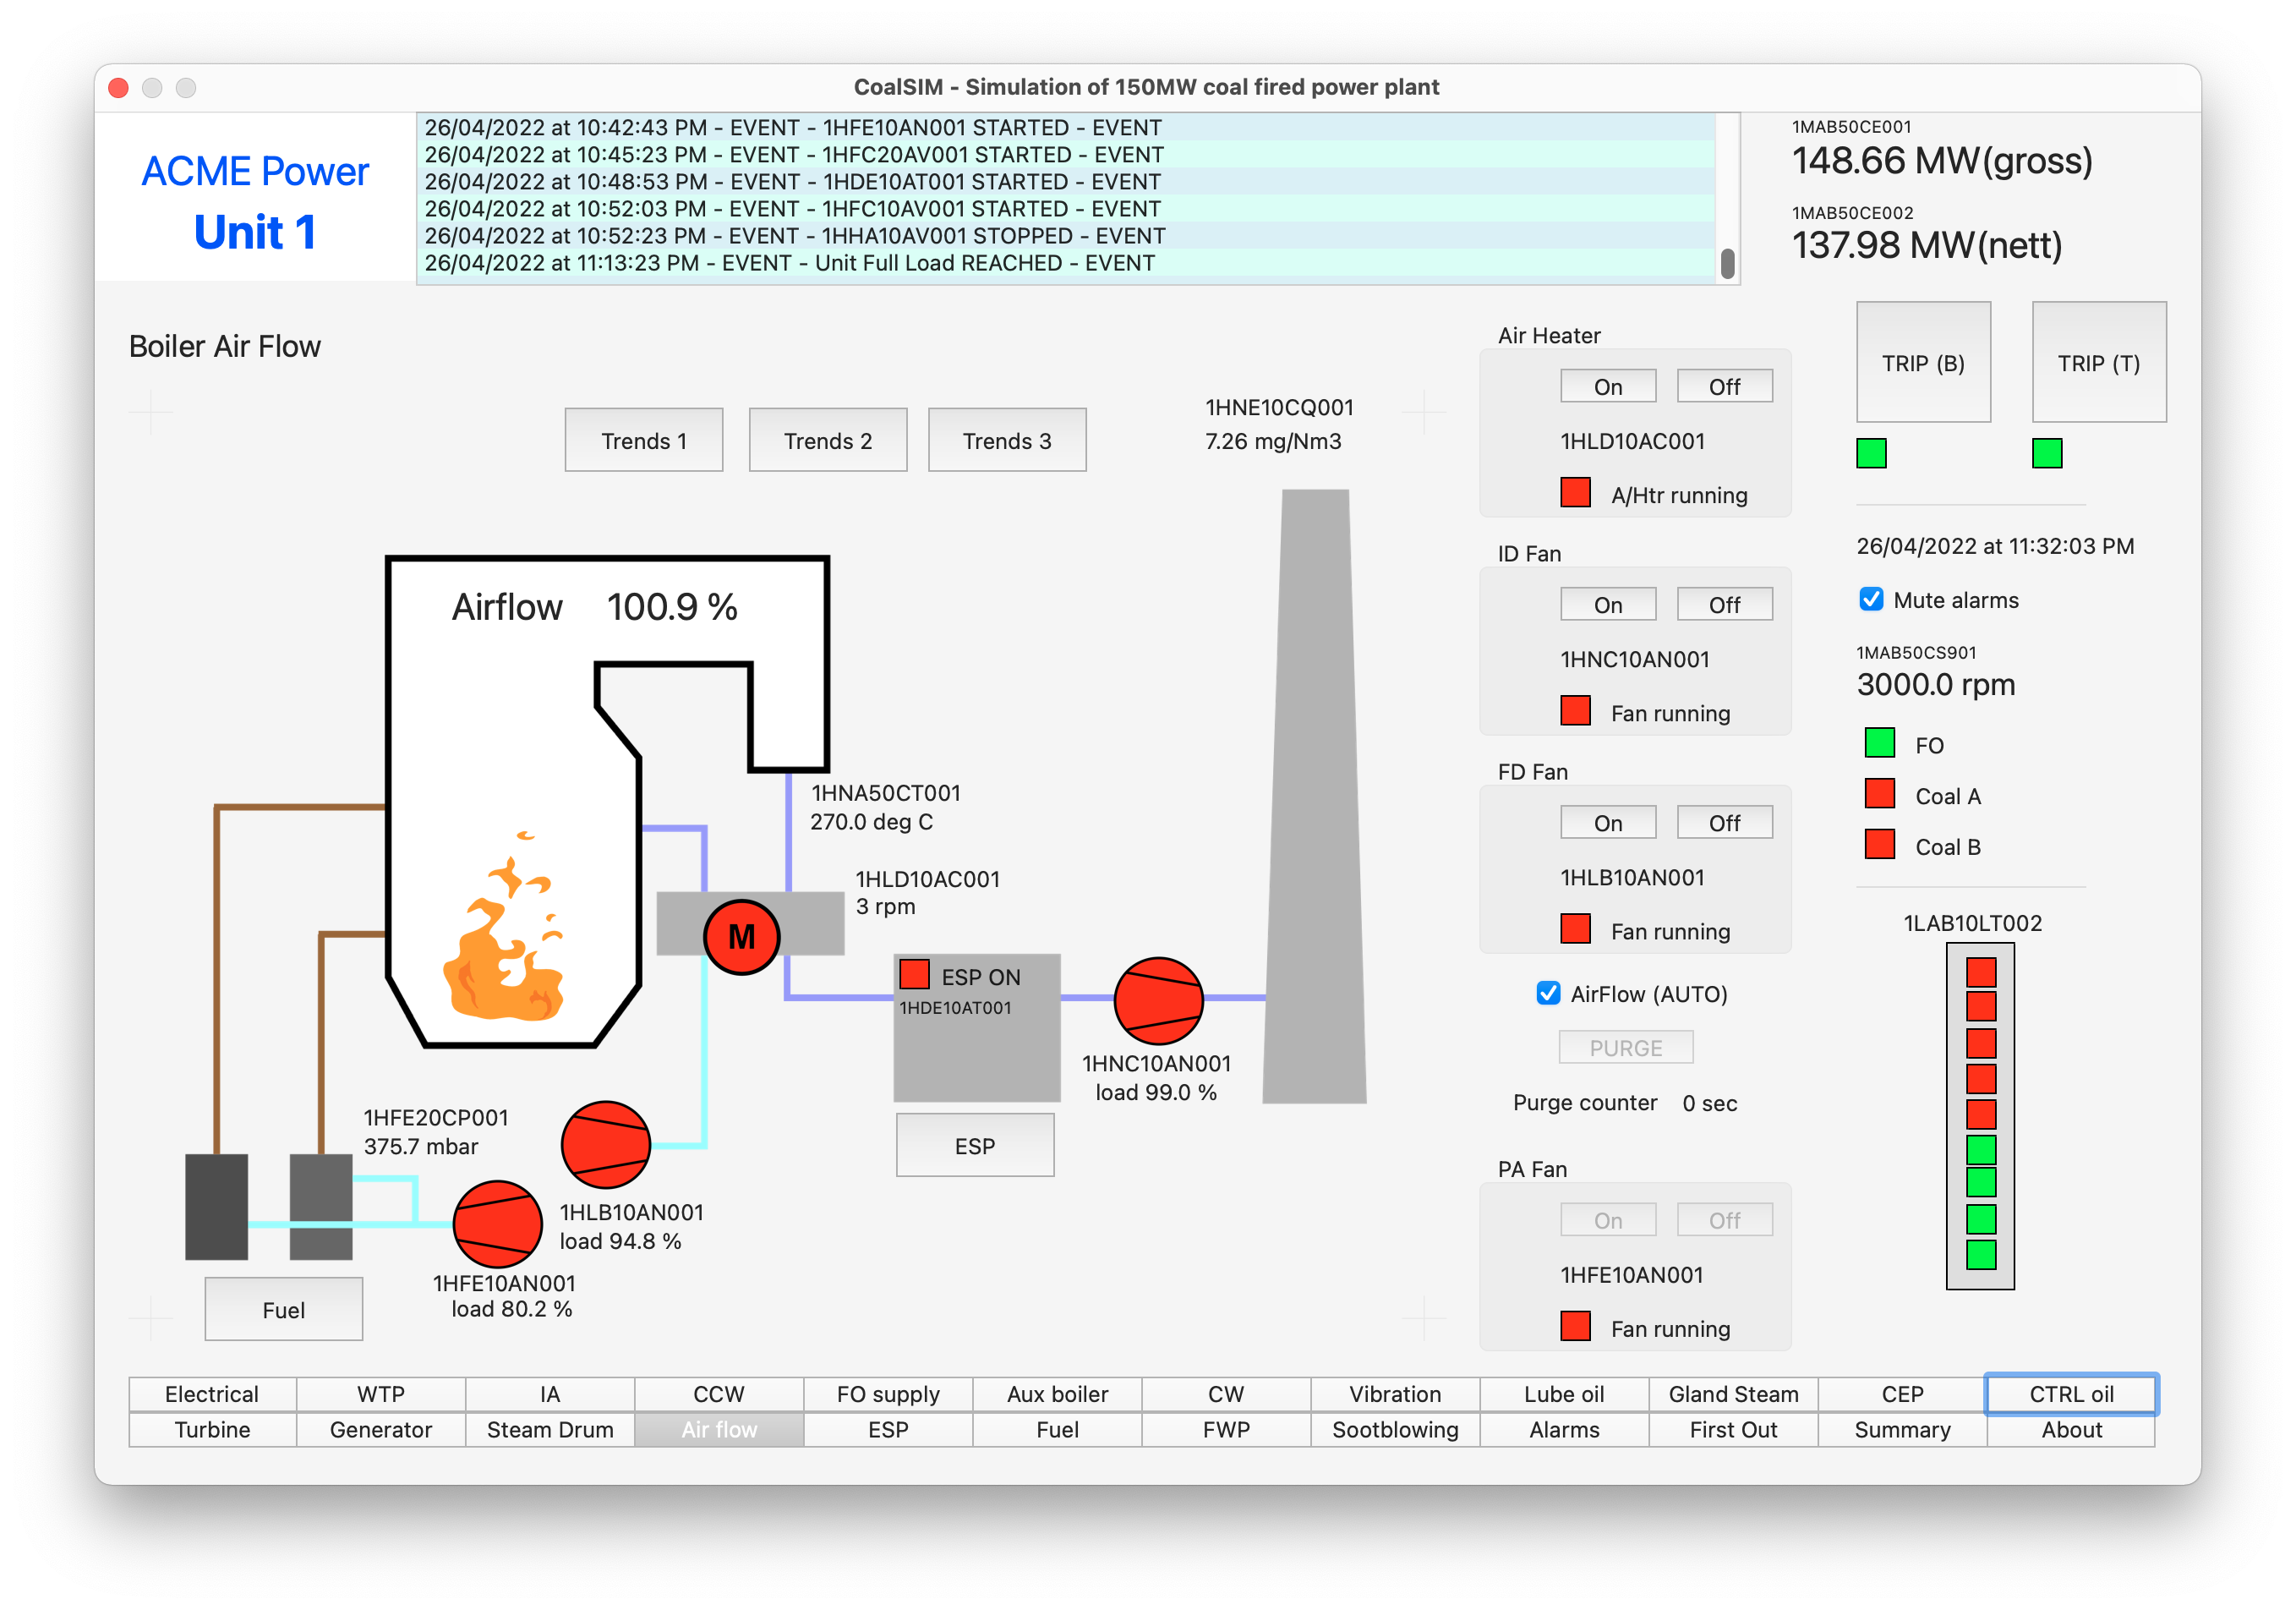 CoalSIM - Simulation of 150MW coal fired power plant
ACME Power
Unit 1
26/04/2022 at 10:42:43 PM - EVENT - 1HFE10AN001 STARTED - EVENT
26/04/2022 at 10:45:23 PM - EVENT - 1HFC20AV001 STARTED - EVENT
26/04/2022 at 10:48:53 PM - EVENT - 1HDE10AT001 STARTED - EVENT
26/04/2022 at 10:52:03 PM - EVENT - 1HFC10AV001 STARTED - EVENT
26/04/2022 at 10:52:23 PM - EVENT - 1HHA10AV001 STOPPED - EVENT
26/04/2022 at 11:13:23 PM - EVENT - Unit Full Load REACHED - EVENT
1MAB50CE001
148.66 MW(gross)
1MAB50CE002
137.98 MW(nett)
Boiler Air Flow
Trends 1
Trends 2
Trends 3
1HNE10CQ001
7.26 mg/Nm3
Airflow 100.9 %
1HNA50CT001
270.0 deg C
1HLD10AC001
3 rpm
M
ESP ON
1HDE10AT001
1HNC10AN001
load 99.0 %
ESP
1HFE20CP001
375.7 mbar
1HLB10AN001
load 94.8 %
1HFE10AN001
load 80.2 %
Fuel
Air Heater
On Off
1HLD10AC001
A/Htr running
ID Fan
On Off
1HNC10AN001
Fan running
FD Fan
On Off
1HLB10AN001
Fan running
AirFlow (AUTO)
PURGE
Purge counter 0 sec
PA Fan
On Off
1HFE10AN001
Fan running
TRIP (B)
TRIP (T)
26/04/2022 at 11:32:03 PM
Mute alarms
1MAB50CS901
3000.0 rpm
FO
Coal A
Coal B
1LAB10LT002
Electrical WTP IA CCW FO supply Aux boiler CW Vibration Lube oil Gland Steam CEP CTRL oil
Turbine Generator Steam Drum Air flow ESP Fuel FWP Sootblowing Alarms First Out Summary About